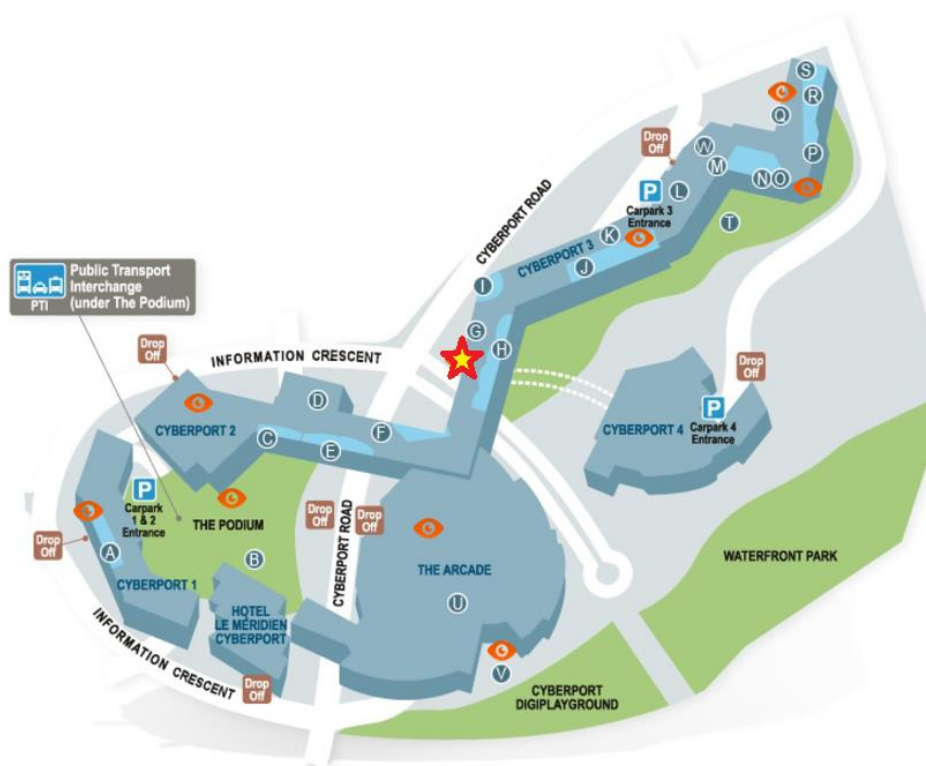 S
R
Q
Drop
Off
W
M
P
P
Carpark 3
Entrance
L
N
O
T
K
CYBERPORT ROAD
CYBERPORT 3
J
I
Public Transport
Interchange
(under The Podium)
PTI
G
H
Drop
Off
INFORMATION CRESCENT
Drop
Off
D
CYBERPORT 2
C
E
F
CYBERPORT 4
P
Carpark 4
Entrance
P
Carpark
1 & 2
Entrance
THE PODIUM
Drop
Off
Drop
Off
CYBERPORT ROAD
Drop
Off
A
B
CYBERPORT 1
THE ARCADE
U
WATERFRONT PARK
HOTEL
LE MÉRIDIEN
CYBERPORT
INFORMATION CRESCENT
Drop
Off
V
CYBERPORT
DIGIPLAYGROUND